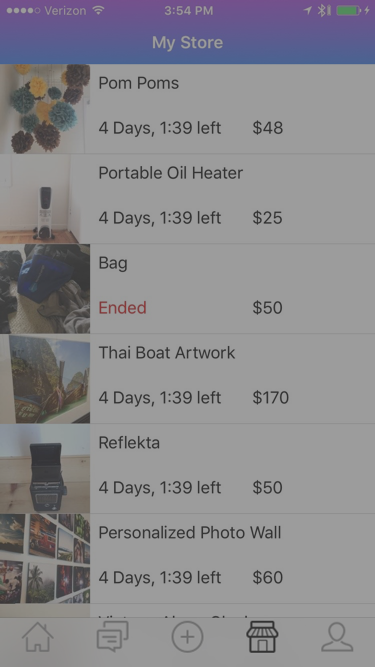 Verizon 3:54 PM
My Store
Pom Poms
4 Days, 1:39 left $48
Portable Oil Heater
4 Days, 1:39 left $25
Bag
Ended $50
Thai Boat Artwork
4 Days, 1:39 left $170
Reflekta
4 Days, 1:39 left $50
Personalized Photo Wall
4 Days, 1:39 left $60